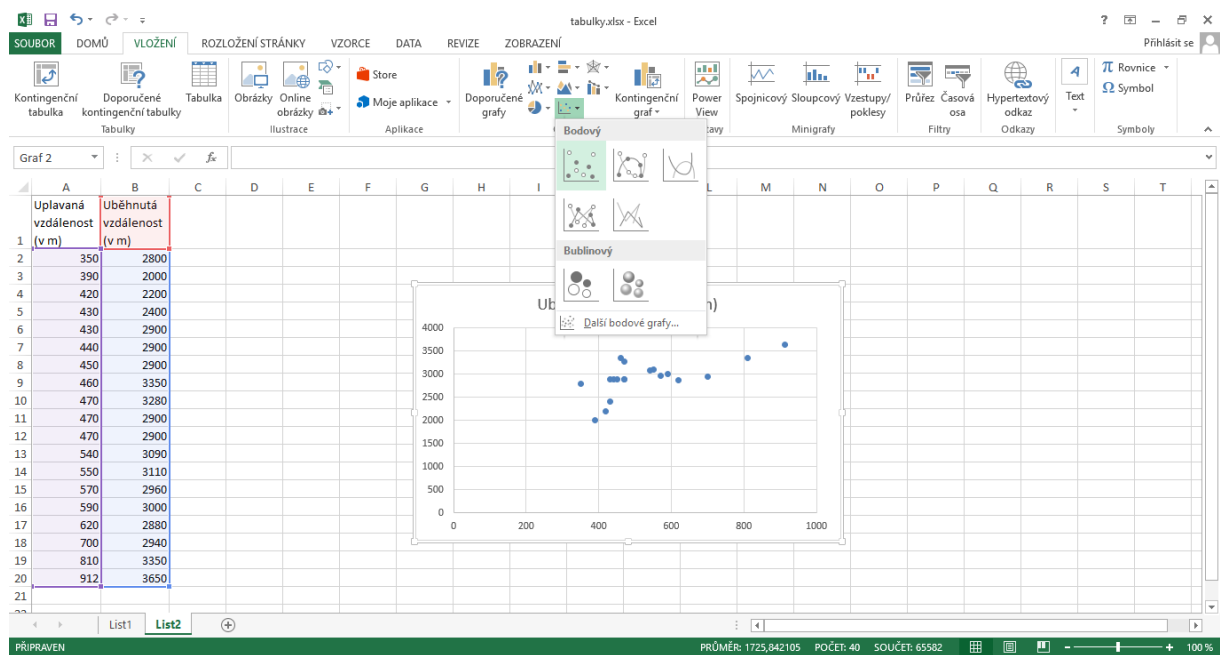 tabulky.xlsx - Excel
SOUBOR DOMŮ VLOŽENÍ ROZLOŽENÍ STRÁNKY VZORCE DATA REVIZE ZOBRAZENÍ Přihlásit se
Kontingenční tabulka
Doporučené kontingenční tabulky
Tabulka
Tabulky
Obrázky
Online obrázky
Ilustrace
Store
Moje aplikace
Aplikace
Doporučené grafy
Kontingenční graf
Power View
Spojnicový Sloupcový Vzestupy/poklesy
Minigrafy
Průřez Časová osa
Filtry
Hypertextový odkaz
Odkazy
Text
π Rovnice
Ω Symbol
Symboly
Graf 2
fx
Bodový
Bublinový
Další bodové grafy...
A B C D E F G H I L M N O P Q R S T
1 Uplavaná vzdálenost (v m) Uběhnutá vzdálenost (v m)
2 350 2800
3 390 2000
4 420 2200
5 430 2400
6 430 2900
7 440 2900
8 450 2900
9 460 3350
10 470 3280
11 470 2900
12 470 2900
13 540 3090
14 550 3110
15 570 2960
16 590 3000
17 620 2880
18 700 2940
19 810 3350
20 912 3650
21
4000
3500
3000
2500
2000
1500
1000
500
0
0 200 400 600 800 1000
List1 List2
PŘIPRAVEN PRŮMĚR: 1725,842105 POČET: 40 SOUČET: 65582 100 %